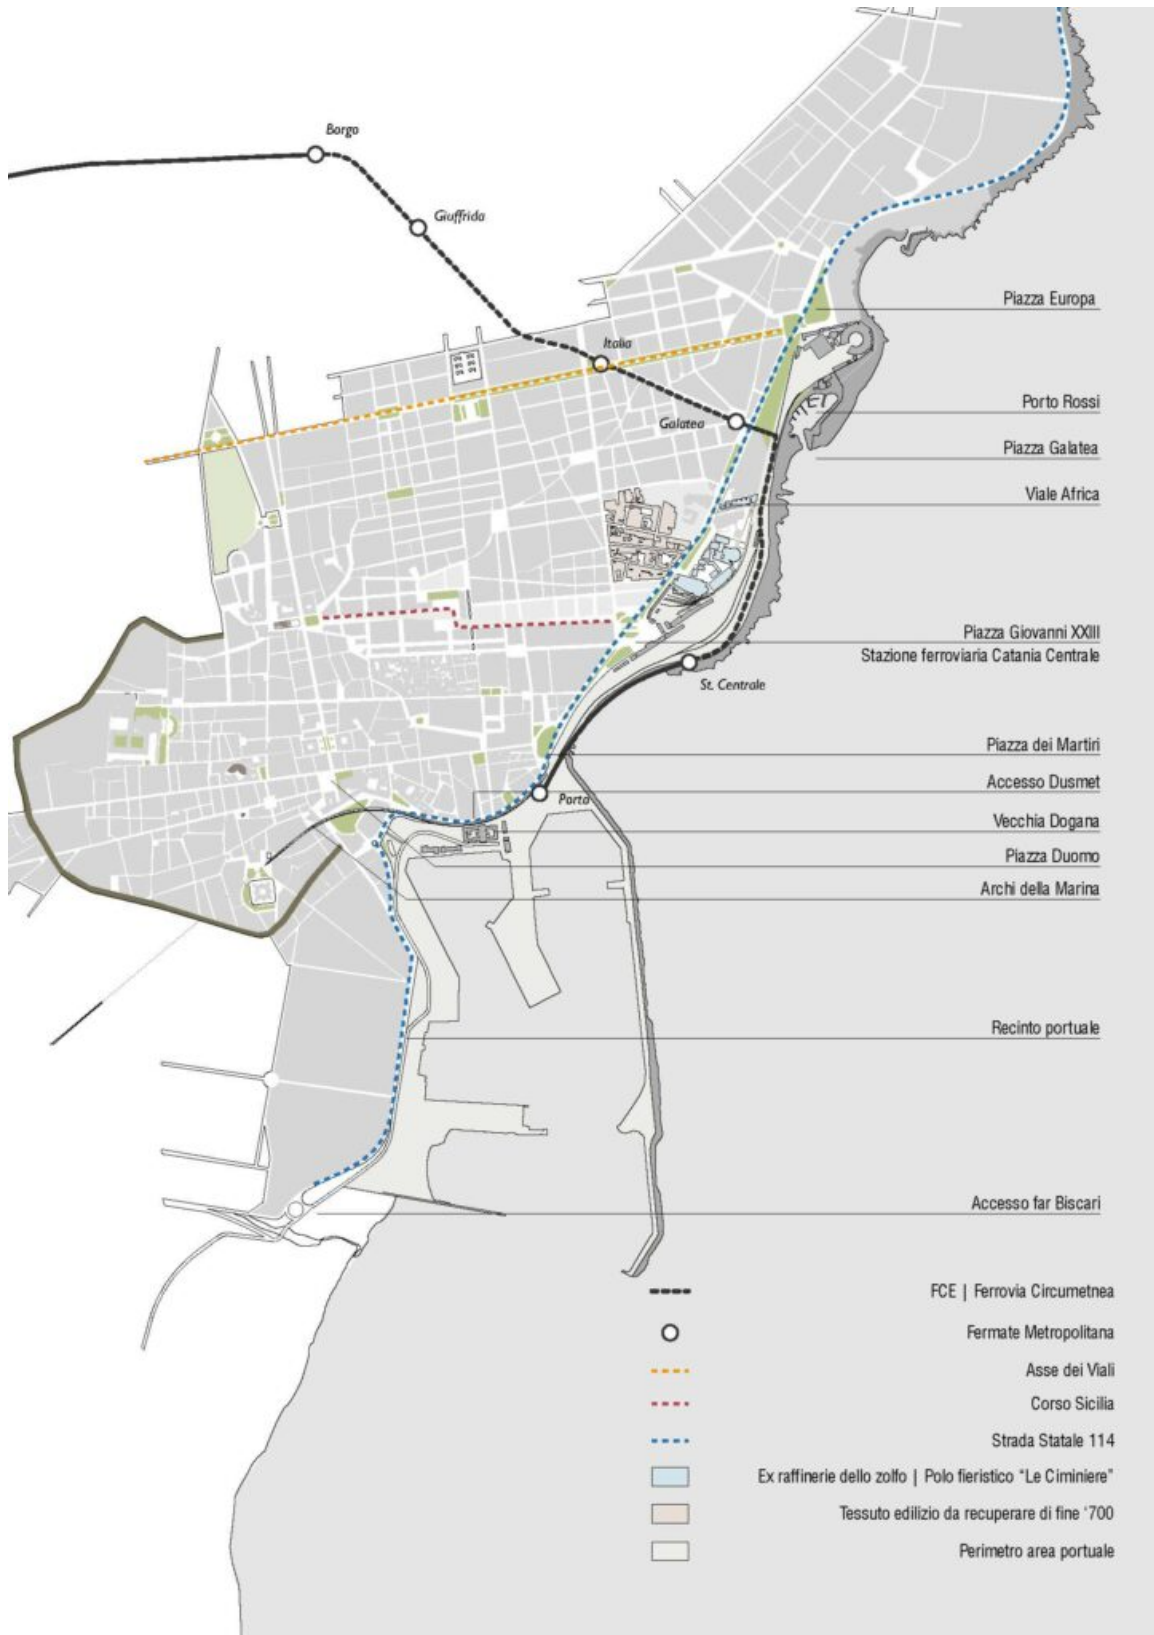 Borgo
Giuffrida
Italia
Galatea
St. Centrale
Porto
Piazza Europa
Porto Rossi
Piazza Galatea
Viale Africa
Piazza Giovanni XXIII
Stazione ferroviaria Catania Centrale
Piazza dei Martiri
Accesso Dusmet
Vecchia Dogana
Piazza Duomo
Archi della Marina
Recinto portuale
Accesso far Biscari
FCE | Ferrovia Circumetnea
Fermate Metropolitana
Asse dei Viali
Corso Sicilia
Strada Statale 114
Ex raffinerie dello zolfo | Polo fieristico "Le Ciminiere"
Tessuto edilizio da recuperare di fine '700
Perimetro area portuale